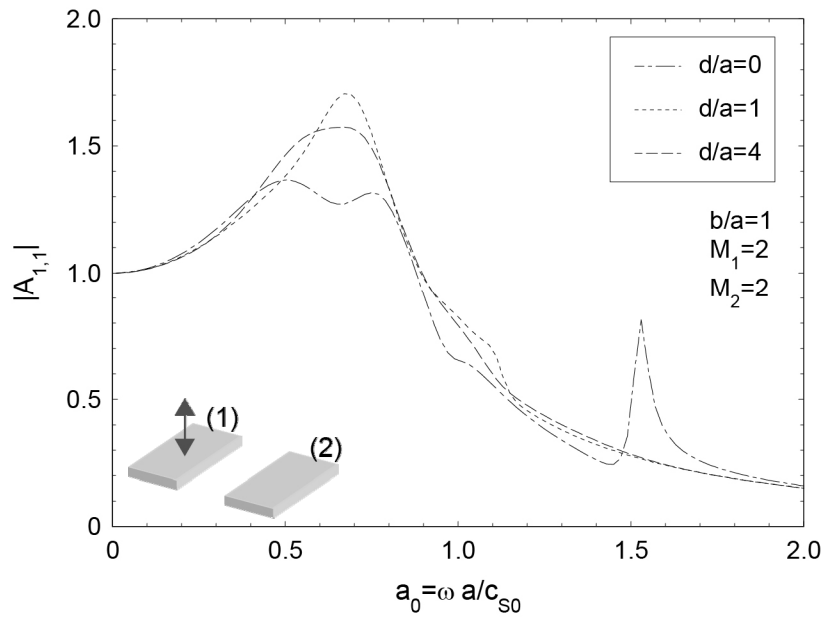 2.0
1.5
1.0
0.5
0
|A1,1|
d/a=0
d/a=1
d/a=4
b/a=1
M1=2
M2=2
(1)
(2)
0 0.5 1.0 1.5 2.0
a0=ω a/cS0